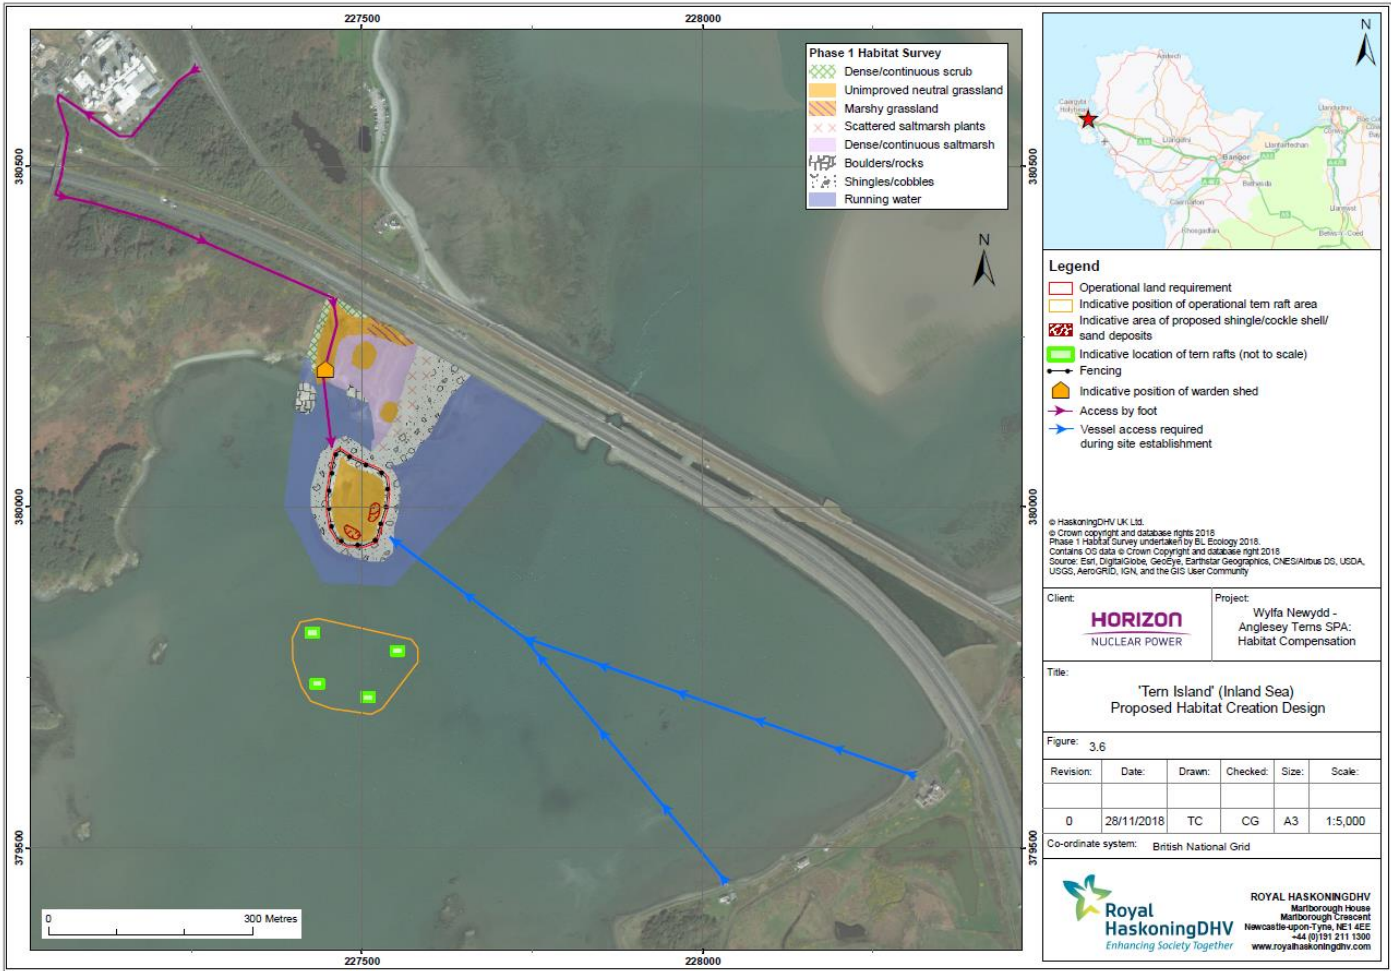 227500
228000
380500
380500
380000
380000
379500
379500
Phase 1 Habitat Survey
Dense/continuous scrub
Unimproved neutral grassland
Marshy grassland
Scattered saltmarsh plants
Dense/continuous saltmarsh
Boulders/rocks
Shingles/cobbles
Running water
N
0
300 Metres
227500
228000
N
Bangor
Llandudno
Bethesda
Caernarfon
Legend
Operational land requirement
Indicative position of operational tern raft area
Indicative area of proposed shingle/cockle shell/
sand deposits
Indicative location of tern rafts (not to scale)
Fencing
Indicative position of warden shed
Access by foot
Vessel access required
during site establishment
© HaskoningDHV UK Ltd.
© Crown copyright and database rights 2018
Phase 1 Habitat Survey undertaken by BL Ecology 2018.
Contains OS data © Crown Copyright and database right 2018
Source: Esri, DigitalGlobe, GeoEye, Earthstar Geographics, CNES/Airbus DS, USDA,
USGS, AeroGRID, IGN, and the GIS User Community
Client:
HORIZON
NUCLEAR POWER
Project:
Wylfa Newydd -
Anglesey Terns SPA:
Habitat Compensation
Title:
'Tern Island' (Inland Sea)
Proposed Habitat Creation Design
Figure: 3.6
Revision: Date: Drawn: Checked: Size: Scale:
0 28/11/2018 TC CG A3 1:5,000
Co-ordinate system: British National Grid
Royal
HaskoningDHV
Enhancing Society Together
ROYAL HASKONINGDHV
Marlborough House
Marlborough Crescent
Newcastle-upon-Tyne, NE1 4EE
+44 (0)191 211 1300
www.royalhaskoningdhv.com